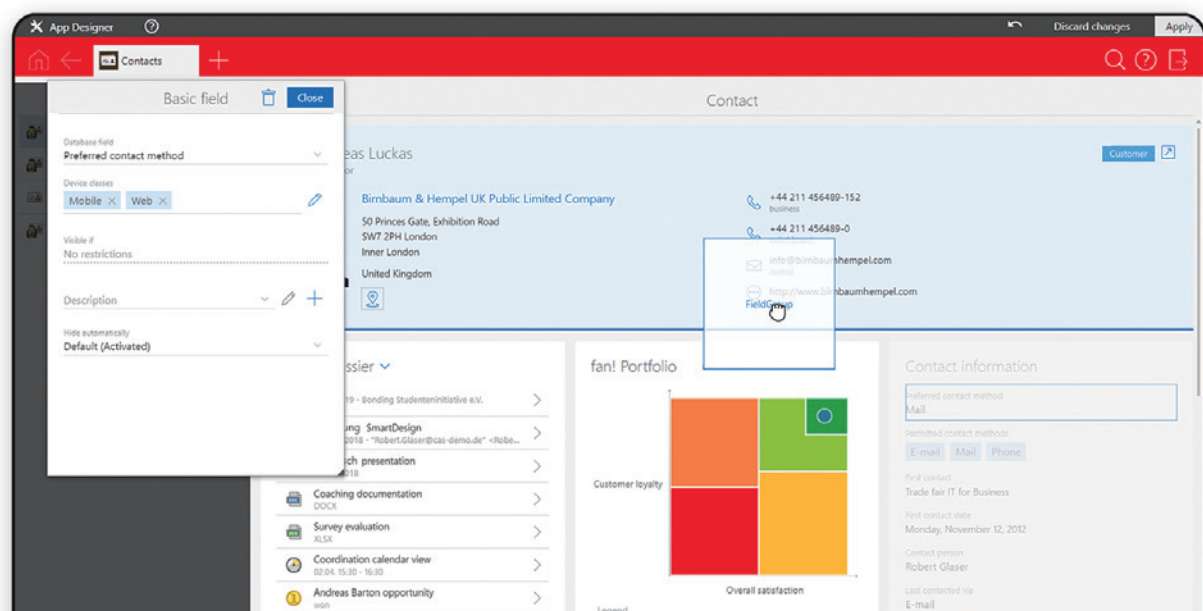 App Designer
Discard changes
Apply
Contacts
Basic field
Close
Contact
Database field
Preferred contact method
Device classes
Mobile
Web
Visible if
No restrictions
Description
Hide automatically
Default (Activated)
eas Luckas
or
Customer
Birnbaum & Hempel UK Public Limited Company
50 Princes Gate, Exhibition Road
SW7 2PH London
Inner London
United Kingdom
+44 211 456489-152
business
+44 211 456489-0
info@birnbaumhempel.com
http://www.birnbaumhempel.com
FieldGroup
ssier
19 - Bonding Studenteninitiative e.V.
ung SmartDesign
2018 - "Robert.Glaser@cas-demo.de" <Robe...
ch presentation
018
Coaching documentation
DOCX
Survey evaluation
XLSX
Coordination calendar view
02.04. 15:30 - 16:30
Andreas Barton opportunity
won
fan! Portfolio
Customer loyalty
Overall satisfaction
Legend
Contact information
Preferred contact method
Mail
Permitted contact methods
E-mail
Mail
Phone
First contact
Trade fair IT for Business
First contact date
Monday, November 12, 2012
Contact person
Robert Glaser
Last contacted via
E-mail